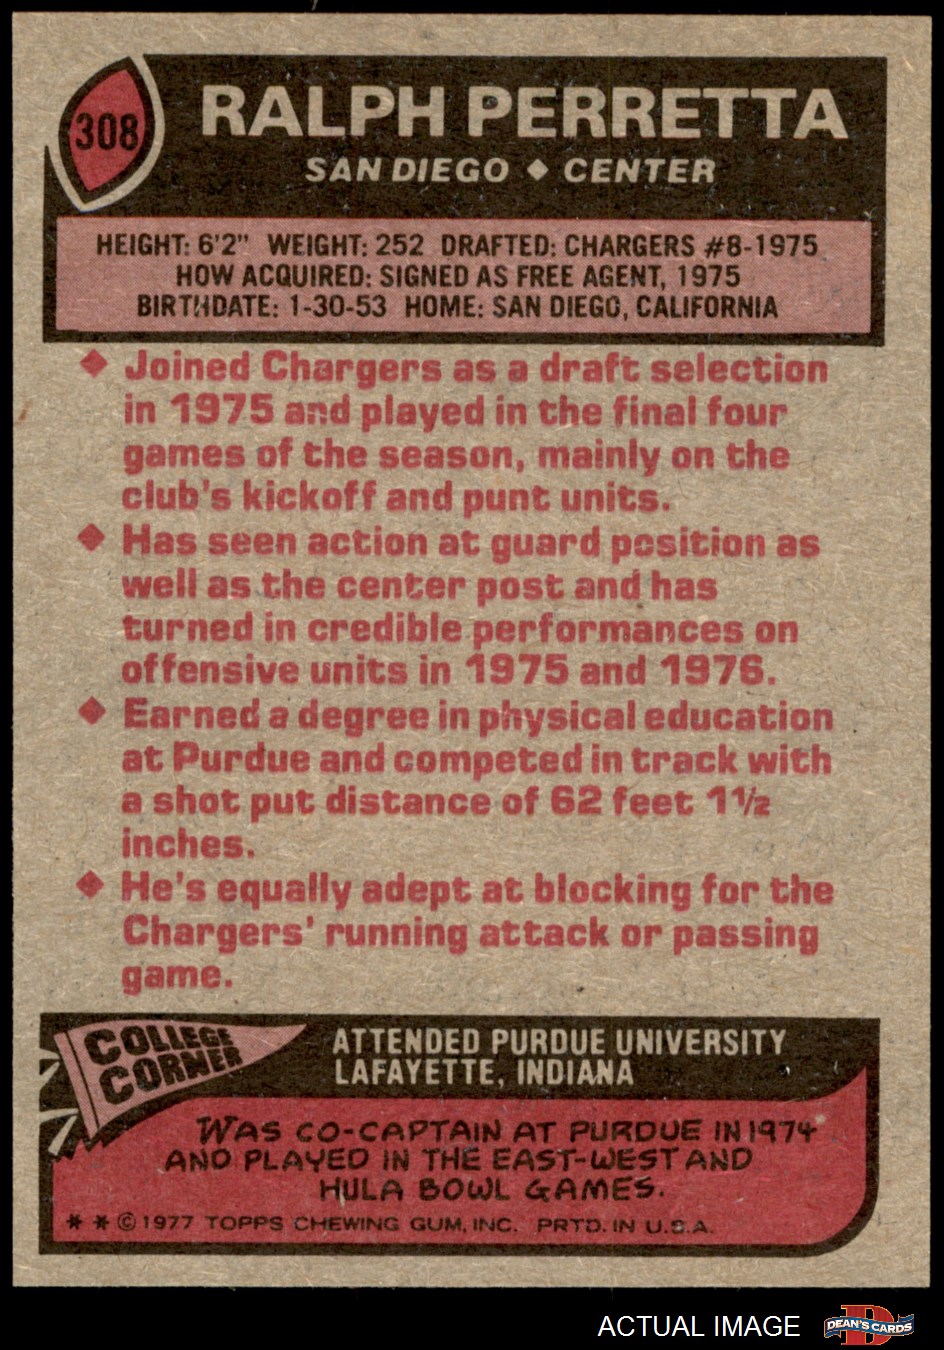 308
RALPH PERRETTA
SAN DIEGO ◆ CENTER
HEIGHT: 6'2" WEIGHT: 252 DRAFTED: CHARGERS #8-1975
HOW ACQUIRED: SIGNED AS FREE AGENT, 1975
BIRTHDATE: 1-30-53 HOME: SAN DIEGO, CALIFORNIA
◆ Joined Chargers as a draft selection
in 1975 and played in the final four
games of the season, mainly on the
club's kickoff and punt units.
◆ Has seen action at guard position as
well as the center post and has
turned in credible performances on
offensive units in 1975 and 1976.
◆ Earned a degree in physical education
at Purdue and competed in track with
a shot put distance of 62 feet 1½
inches.
◆ He's equally adept at blocking for the
Chargers' running attack or passing
game.
COLLEGE
CORNER
ATTENDED PURDUE UNIVERSITY
LAFAYETTE, INDIANA
WAS CO-CAPTAIN AT PURDUE IN 1974
AND PLAYED IN THE EAST-WEST AND
HULA BOWL GAMES.
* * © 1977 TOPPS CHEWING GUM, INC. PRTD. IN U.S.A.
ACTUAL IMAGE
DEAN'S CARDS